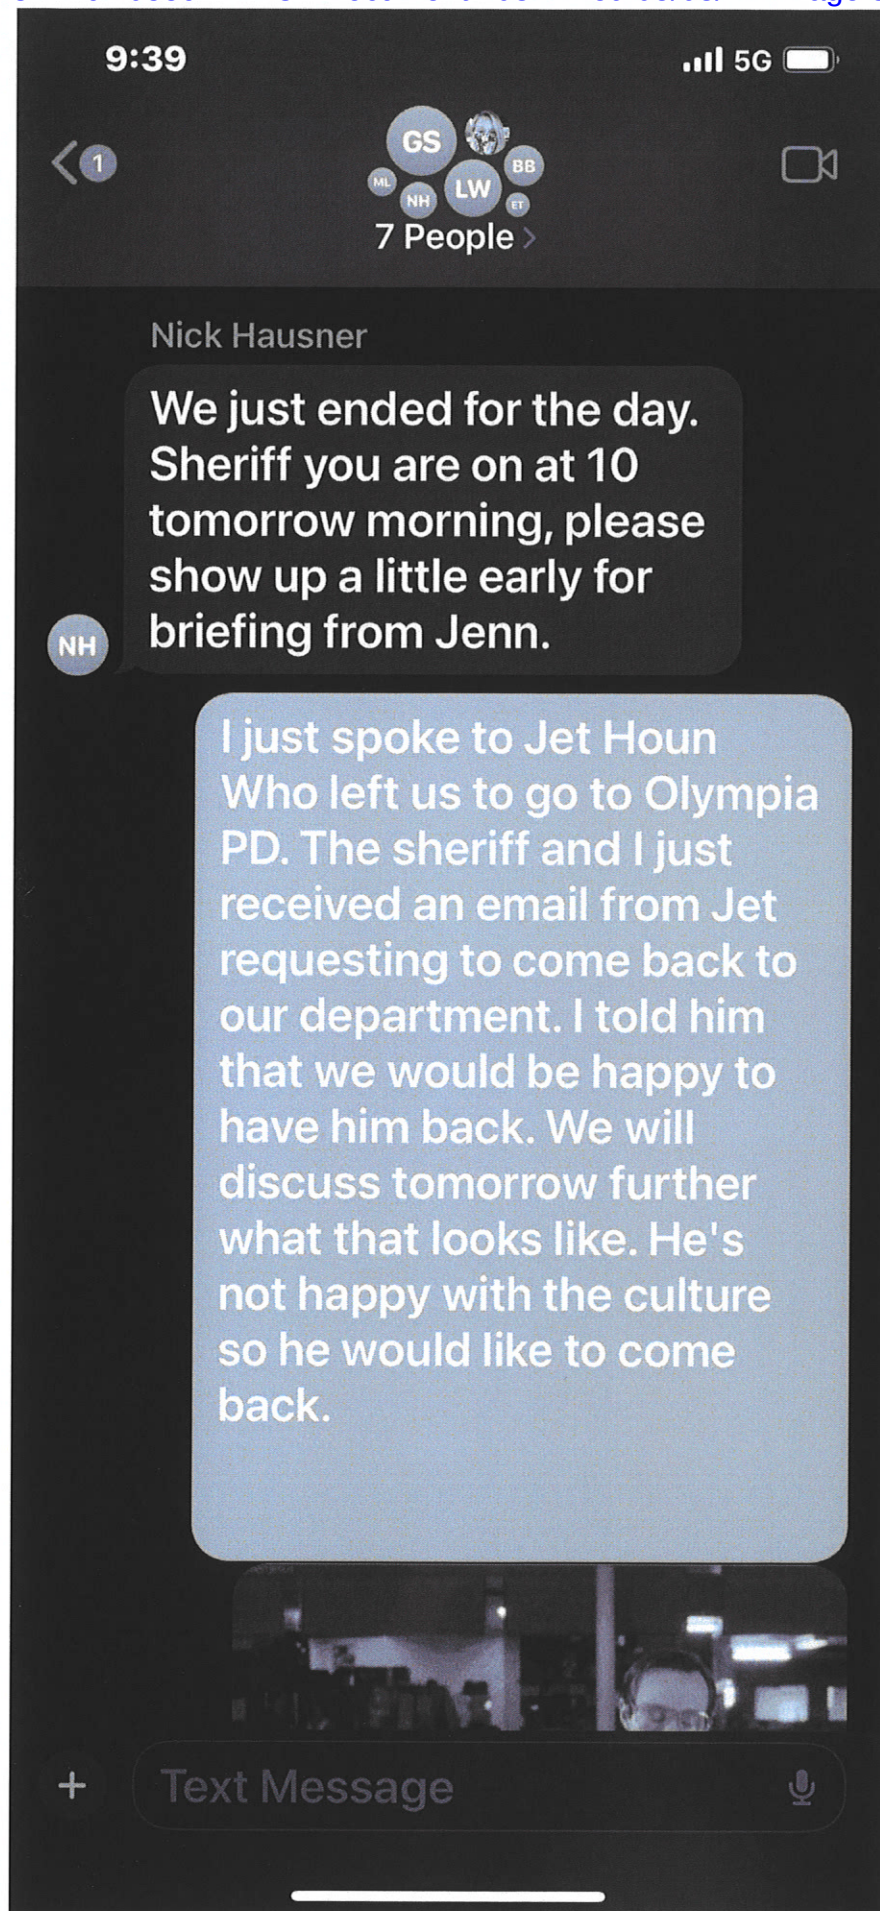 9:39
5G
1
GS
BB
ML
LW
NH
ET
7 People
Nick Hausner
We just ended for the day.
Sheriff you are on at 10
tomorrow morning, please
show up a little early for
briefing from Jenn.
NH
I just spoke to Jet Houn
Who left us to go to Olympia
PD. The sheriff and I just
received an email from Jet
requesting to come back to
our department. I told him
that we would be happy to
have him back. We will
discuss tomorrow further
what that looks like. He's
not happy with the culture
so he would like to come
back.
Text Message